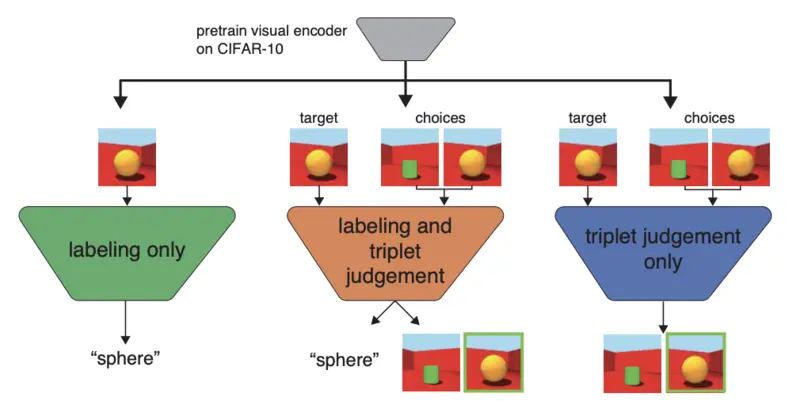 pretrain visual encoder
on CIFAR-10
target
choices
target
choices
labeling only
labeling and
triplet
judgement
triplet judgement
only
“sphere”
“sphere”